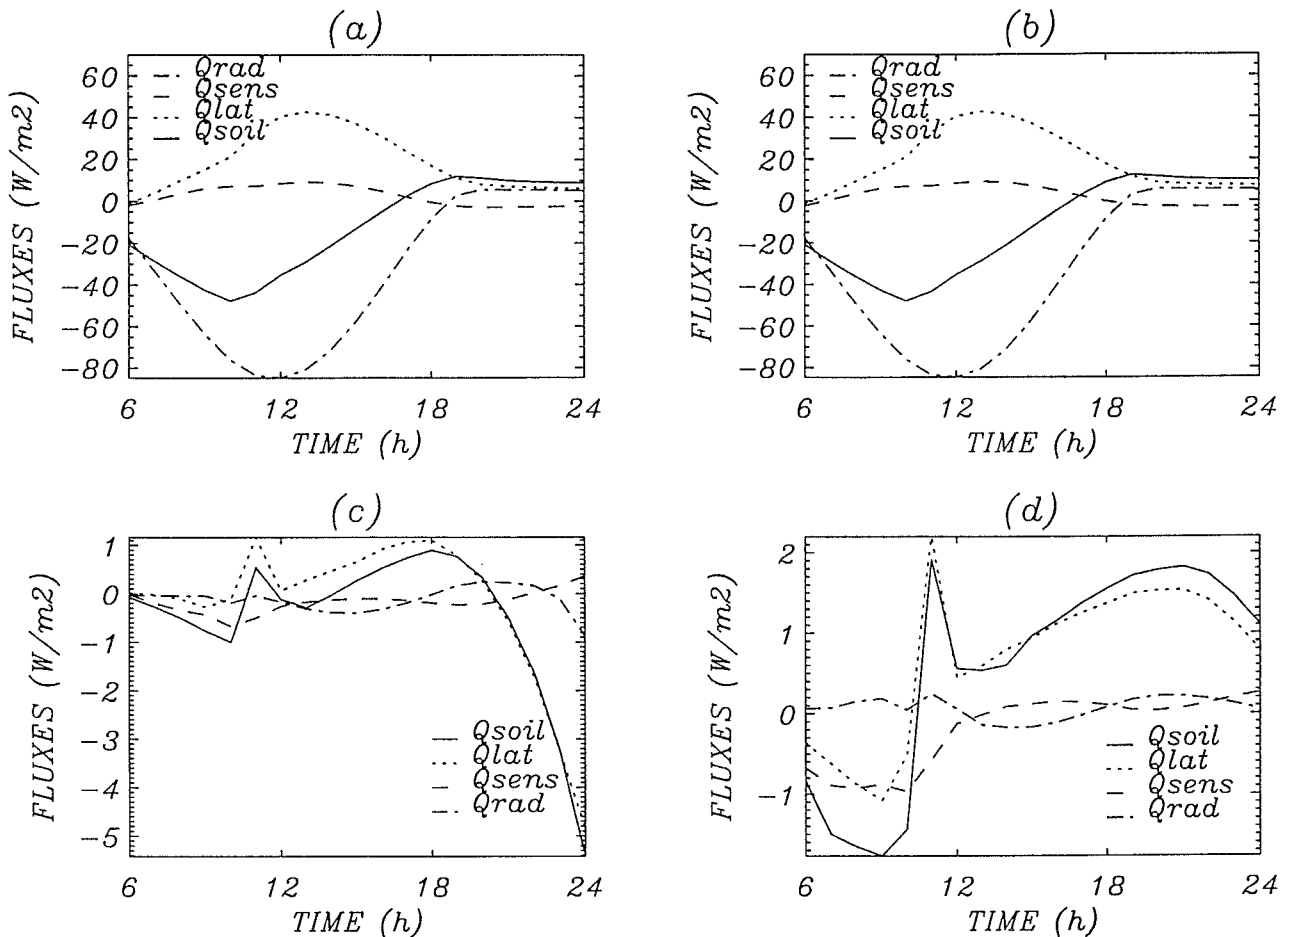 (a)
FLUXES (W/m2)
60
40
20
0
-20
-40
-60
-80
Qrad
Qsens
Qlat
Qsoil
6 12 18 24
TIME (h)
(b)
FLUXES (W/m2)
60
40
20
0
-20
-40
-60
-80
Qrad
Qsens
Qlat
Qsoil
6 12 18 24
TIME (h)
(c)
FLUXES (W/m2)
1
0
-1
-2
-3
-4
-5
Qsoil
Qlat
Qsens
Qrad
6 12 18 24
TIME (h)
(d)
FLUXES (W/m2)
2
1
0
-1
Qsoil
Qlat
Qsens
Qrad
6 12 18 24
TIME (h)